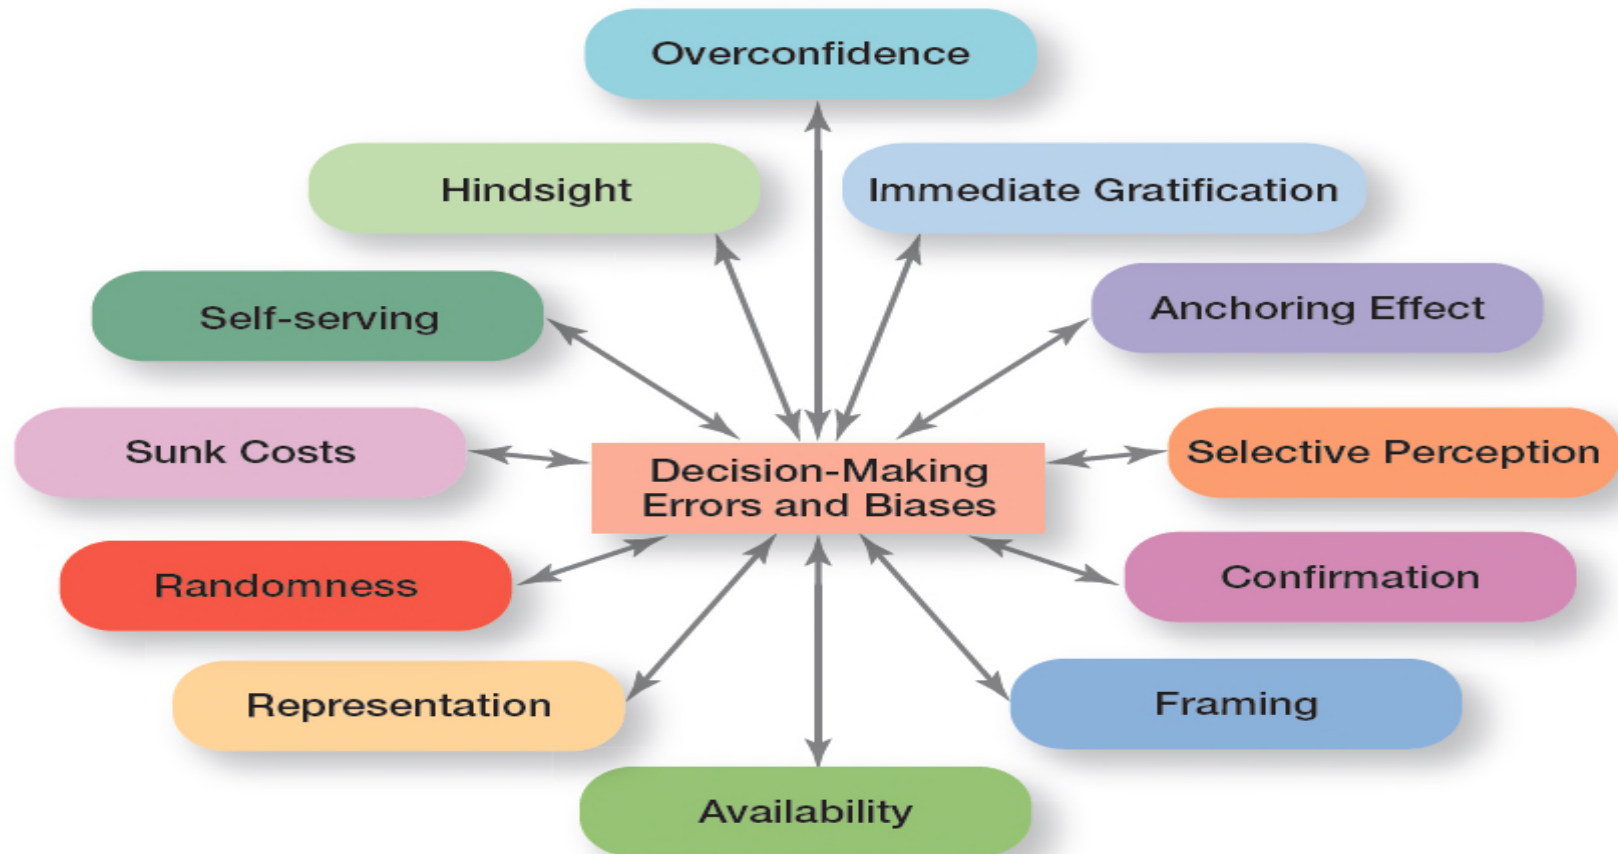 Overconfidence
Hindsight
Immediate Gratification
Self-serving
Anchoring Effect
Sunk Costs
Selective Perception
Decision-Making
Errors and Biases
Randomness
Confirmation
Representation
Framing
Availability